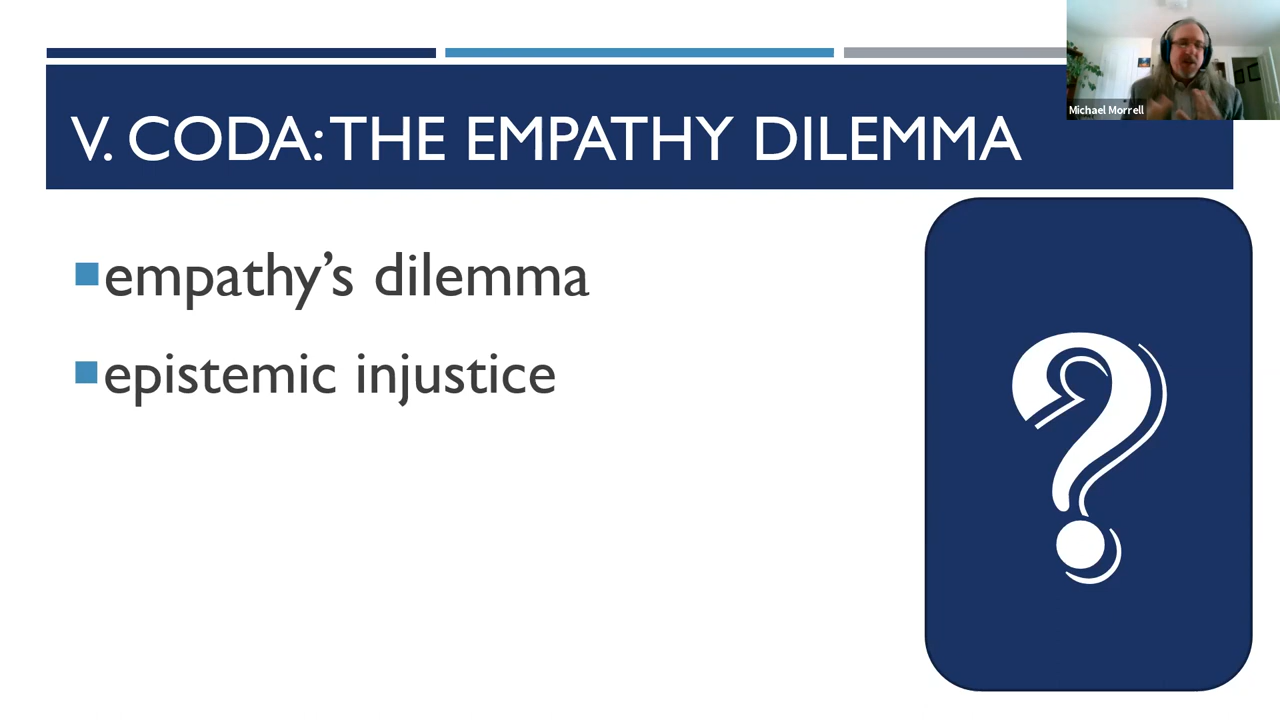 Michael Morrell
V. CODA: THE EMPATHY DILEMMA
empathy’s dilemma
epistemic injustice
?